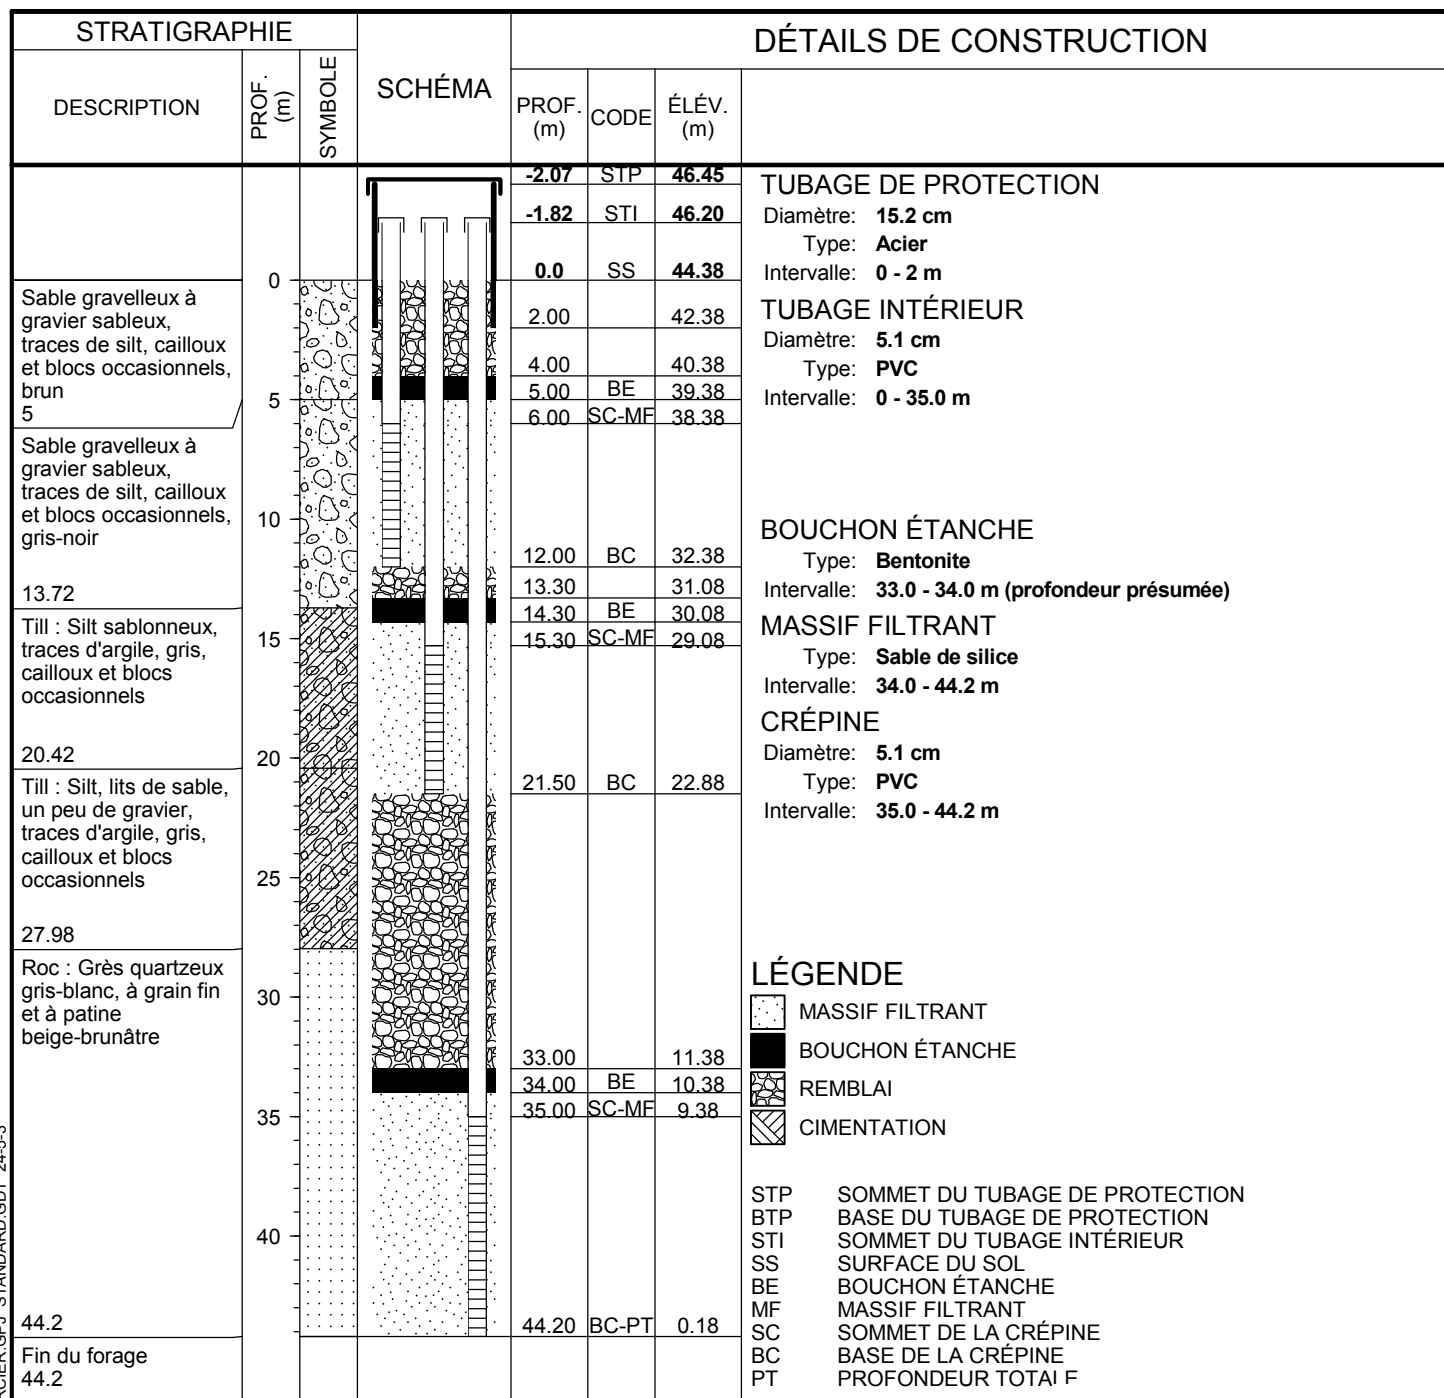 STRATIGRAPHIE
SCHÉMA
DÉTAILS DE CONSTRUCTION
DESCRIPTION
PROF. (m)
SYMBOLE
PROF. (m)
CODE
ÉLÉV. (m)
-2.07 STP 46.45
-1.82 STI 46.20
0.0 SS 44.38
2.00 42.38
4.00 40.38
5.00 BE 39.38
6.00 SC-MF 38.38
12.00 BC 32.38
13.30 31.08
14.30 BE 30.08
15.30 SC-MF 29.08
21.50 BC 22.88
33.00 11.38
34.00 BE 10.38
35.00 SC-MF 9.38
44.20 BC-PT 0.18
Sable gravelleux à
gravier sableux,
traces de silt, cailloux
et blocs occasionnels,
brun
5
Sable gravelleux à
gravier sableux,
traces de silt, cailloux
et blocs occasionnels,
gris-noir
13.72
Till : Silt sablonneux,
traces d'argile, gris,
cailloux et blocs
occasionnels
20.42
Till : Silt, lits de sable,
un peu de gravier,
traces d'argile, gris,
cailloux et blocs
occasionnels
27.98
Roc : Grès quartzeux
gris-blanc, à grain fin
et à patine
beige-brunâtre
44.2
Fin du forage
44.2
0
5
10
15
20
25
30
35
40
TUBAGE DE PROTECTION
Diamètre: 15.2 cm
Type: Acier
Intervalle: 0 - 2 m
TUBAGE INTÉRIEUR
Diamètre: 5.1 cm
Type: PVC
Intervalle: 0 - 35.0 m
BOUCHON ÉTANCHE
Type: Bentonite
Intervalle: 33.0 - 34.0 m (profondeur présumée)
MASSIF FILTRANT
Type: Sable de silice
Intervalle: 34.0 - 44.2 m
CRÉPINE
Diamètre: 5.1 cm
Type: PVC
Intervalle: 35.0 - 44.2 m
LÉGENDE
MASSIF FILTRANT
BOUCHON ÉTANCHE
REMBLAI
CIMENTATION
STP SOMMET DU TUBAGE DE PROTECTION
BTP BASE DU TUBAGE DE PROTECTION
STI SOMMET DU TUBAGE INTÉRIEUR
SS SURFACE DU SOL
BE BOUCHON ÉTANCHE
MF MASSIF FILTRANT
SC SOMMET DE LA CRÉPINE
BC BASE DE LA CRÉPINE
PT PROFONDEUR TOTALE